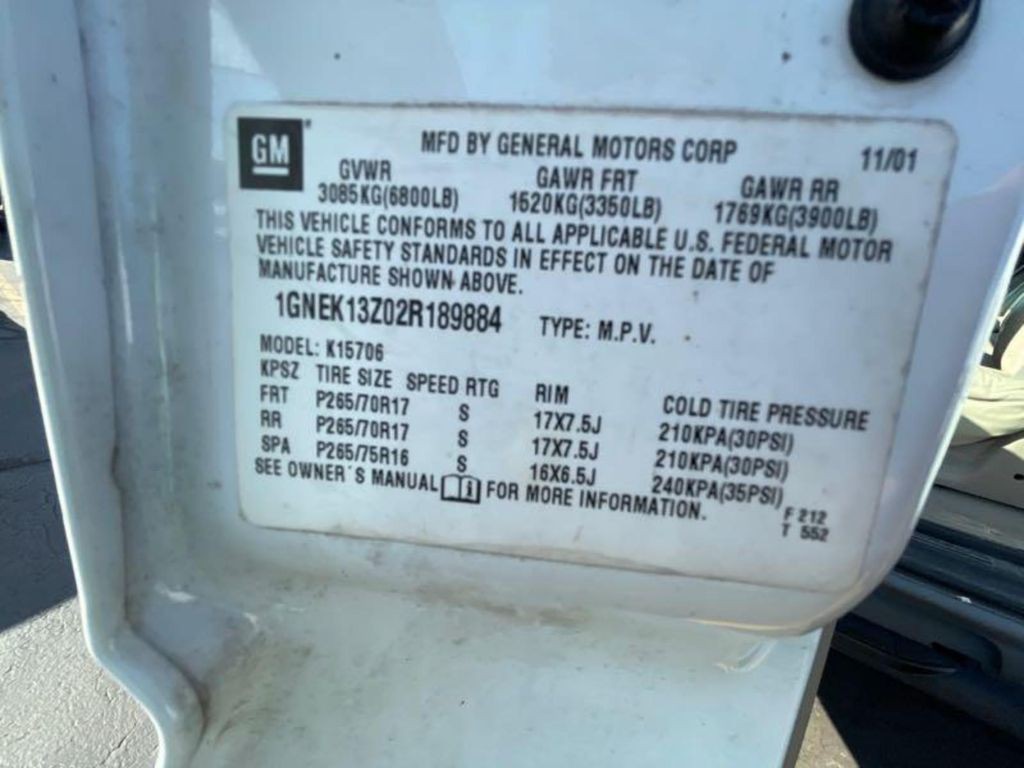 GM
MFD BY GENERAL MOTORS CORP 11/01
GVWR GAWR FRT GAWR RR
3085KG(6800LB) 1520KG(3350LB) 1769KG(3900LB)
THIS VEHICLE CONFORMS TO ALL APPLICABLE U.S. FEDERAL MOTOR
VEHICLE SAFETY STANDARDS IN EFFECT ON THE DATE OF
MANUFACTURE SHOWN ABOVE.
1GNEK13Z02R189884 TYPE: M.P.V.
MODEL: K15706
KPSZ TIRE SIZE SPEED RTG RIM COLD TIRE PRESSURE
FRT P265/70R17 S 17X7.5J 210KPA(30PSI)
RR P265/70R17 S 17X7.5J 210KPA(30PSI)
SPA P265/75R16 S 16X6.5J 240KPA(35PSI)
SEE OWNER'S MANUAL FOR MORE INFORMATION.
F 212
T 552